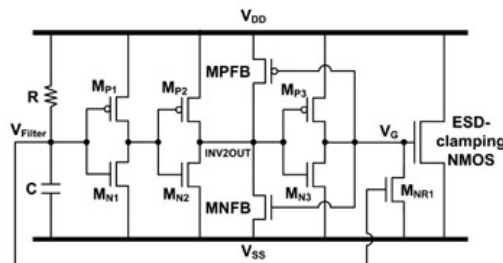 VDD
MPFB
MP1
MP2
MP3
R
VFilter
VG
ESD-
clamping
NMOS
INV2OUT
C
MN1
MN2
MNFB
MN3
MNR1
VSS